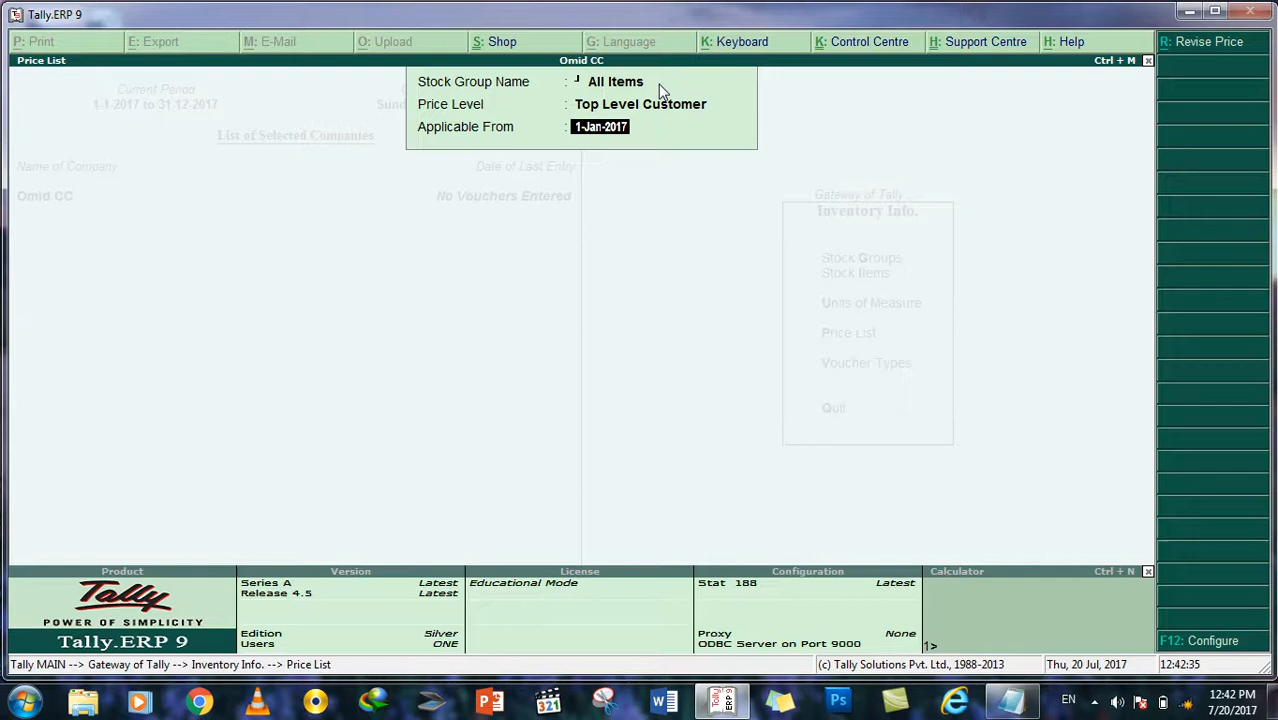 Tally.ERP 9
P: Print
E: Export
M: E-Mail
O: Upload
S: Shop
G: Language
K: Keyboard
K: Control Centre
H: Support Centre
H: Help
R: Revise Price
Price List
Omid CC
Ctrl + M
Stock Group Name : ┘ All Items
Price Level : Top Level Customer
Applicable From : 1-Jan-2017
Current Period
1-1-2017 to 31-12-2017
List of Selected Companies
Name of Company
Date of Last Entry
Omid CC
No Vouchers Entered
Gateway of Tally ...
Inventory Info.
Stock Groups
Stock Items
Units of Measure
Price List
Voucher Types
Quit
Product
Tally
POWER OF SIMPLICITY
Tally.ERP 9
Version
Series A Latest
Release 4.5 Latest
Edition Silver
Users ONE
License
Educational Mode
Configuration
Stat 188 Latest
Proxy None
ODBC Server on Port 9000
Calculator
Ctrl + N
1>
F12: Configure
Tally MAIN --> Gateway of Tally --> Inventory Info. --> Price List
(c) Tally Solutions Pvt. Ltd., 1988-2013
Thu, 20 Jul, 2017
12:42:35
321
EN
12:42 PM
7/20/2017